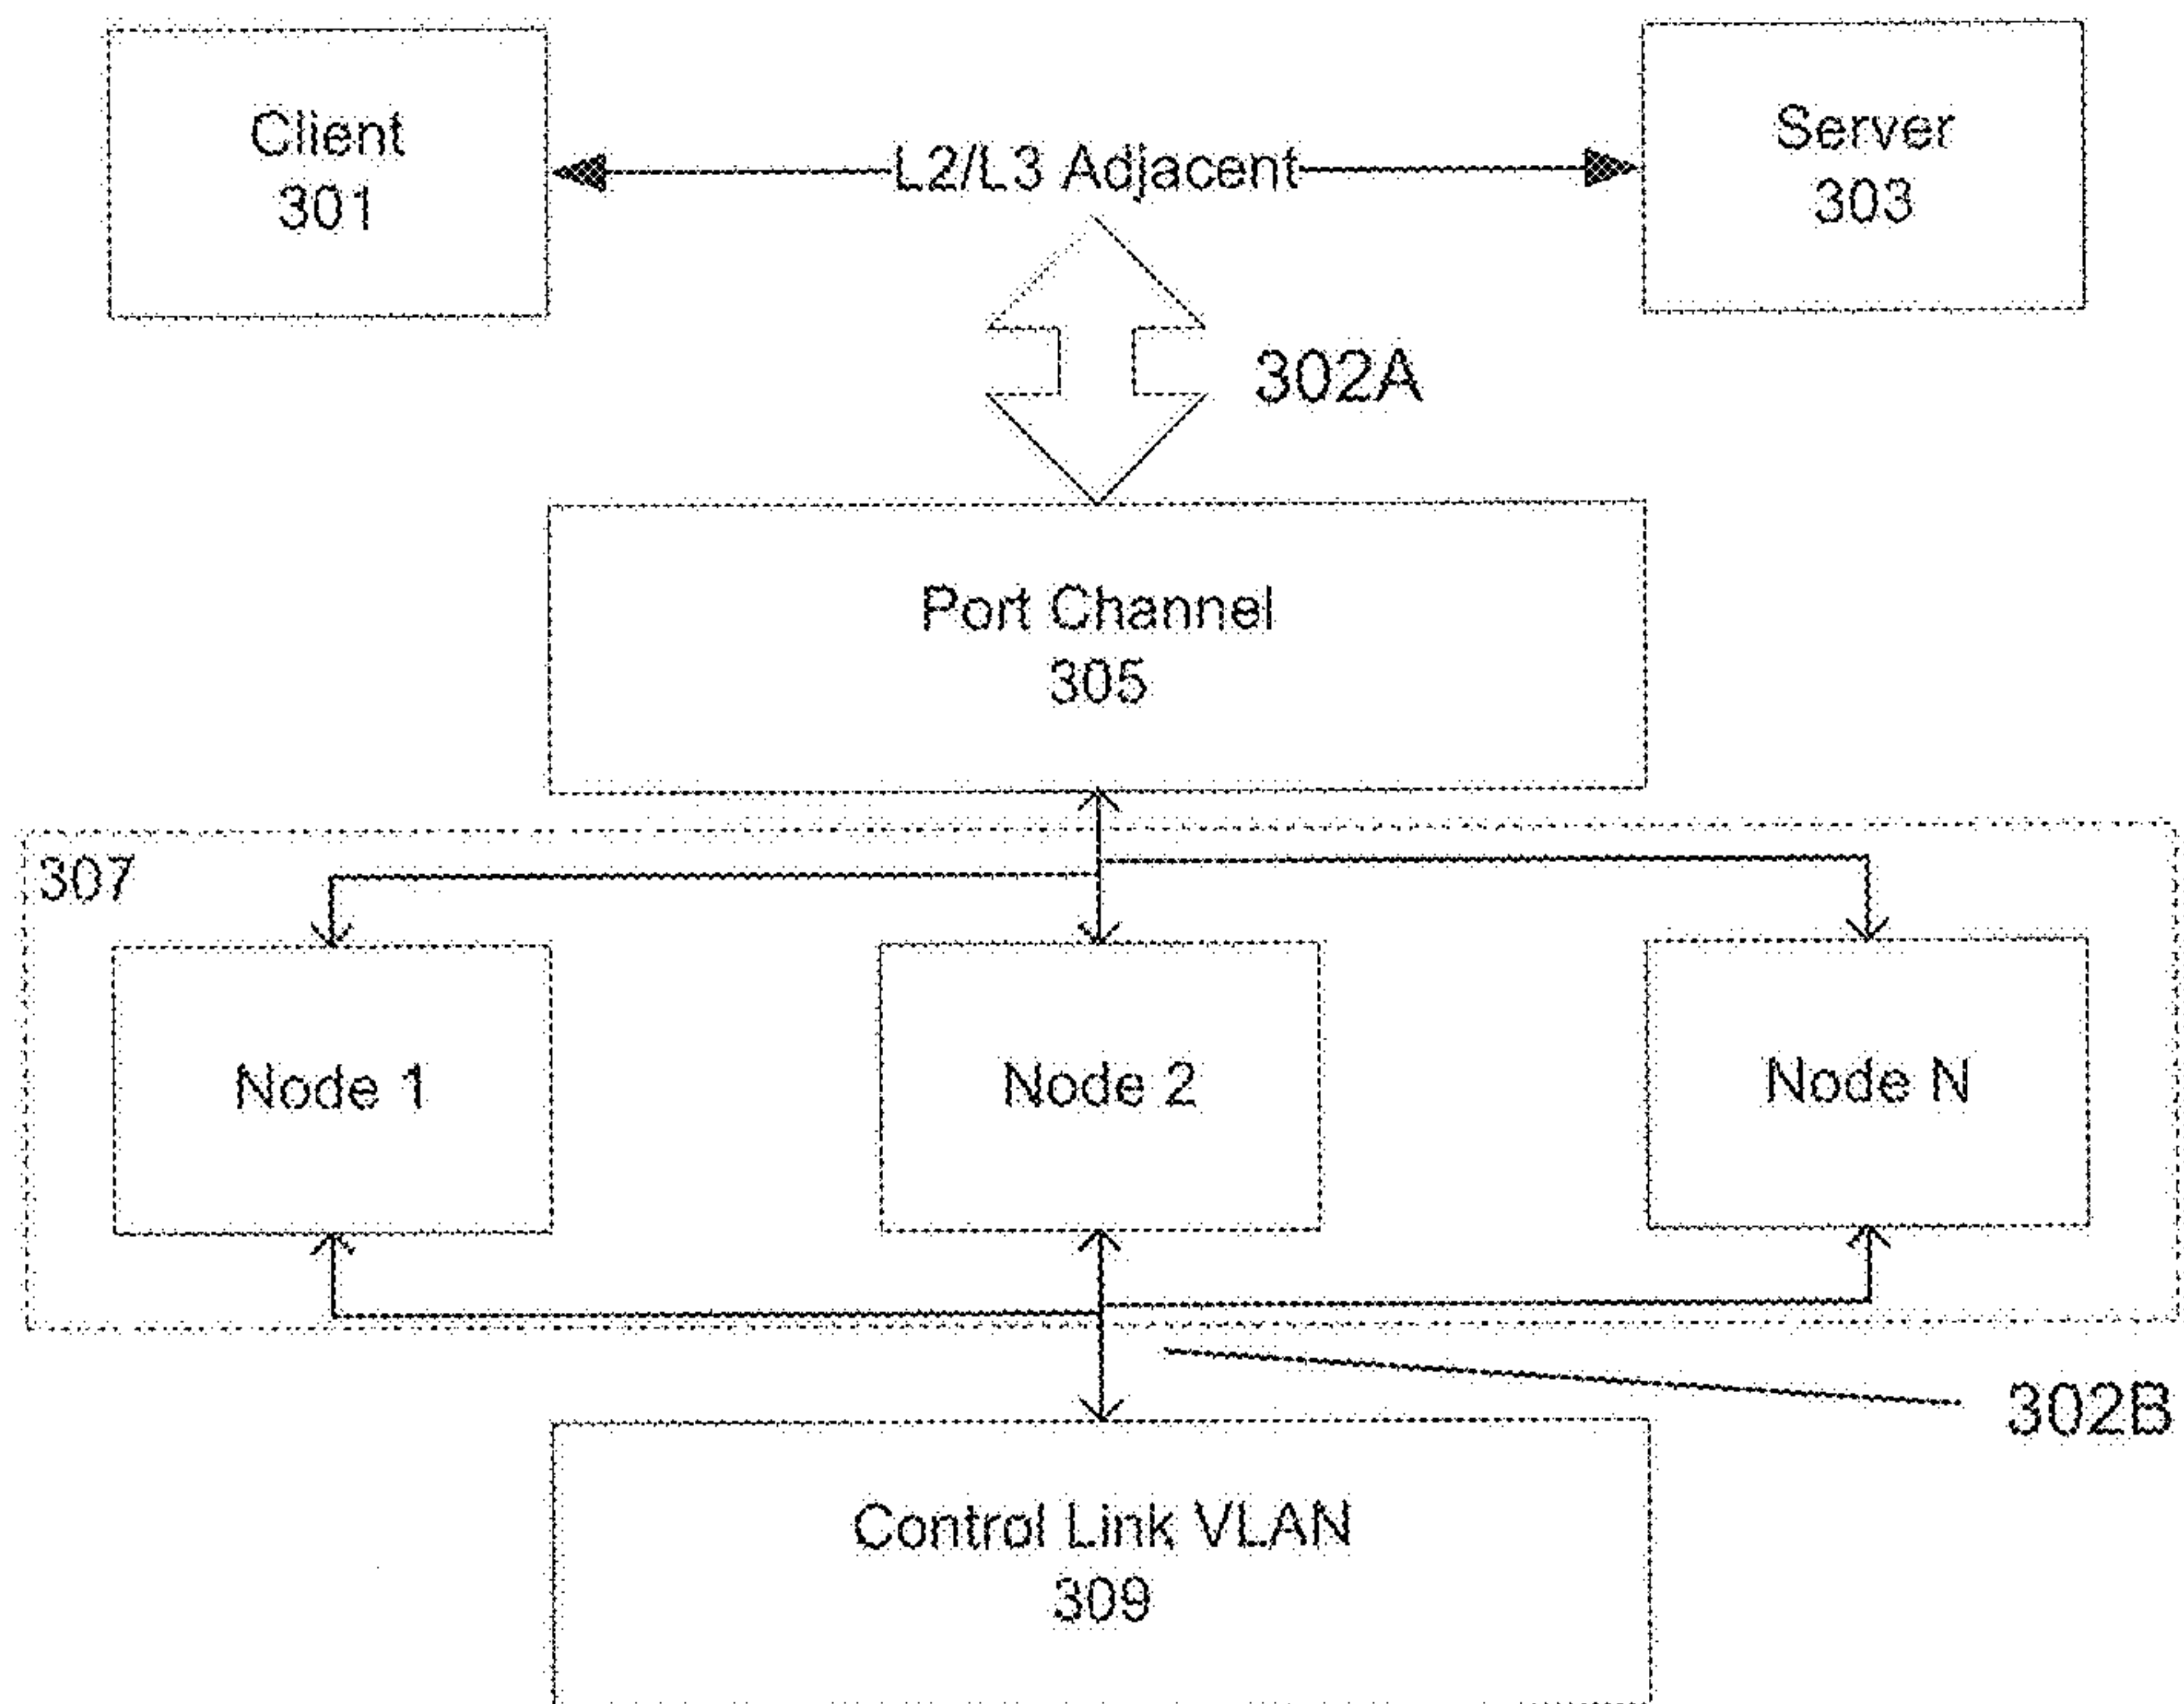 Client
301
L2/L3 Adjacent
Server
303
302A
Port Channel
305
307
Node 1
Node 2
Node N
302B
Control Link VLAN
309